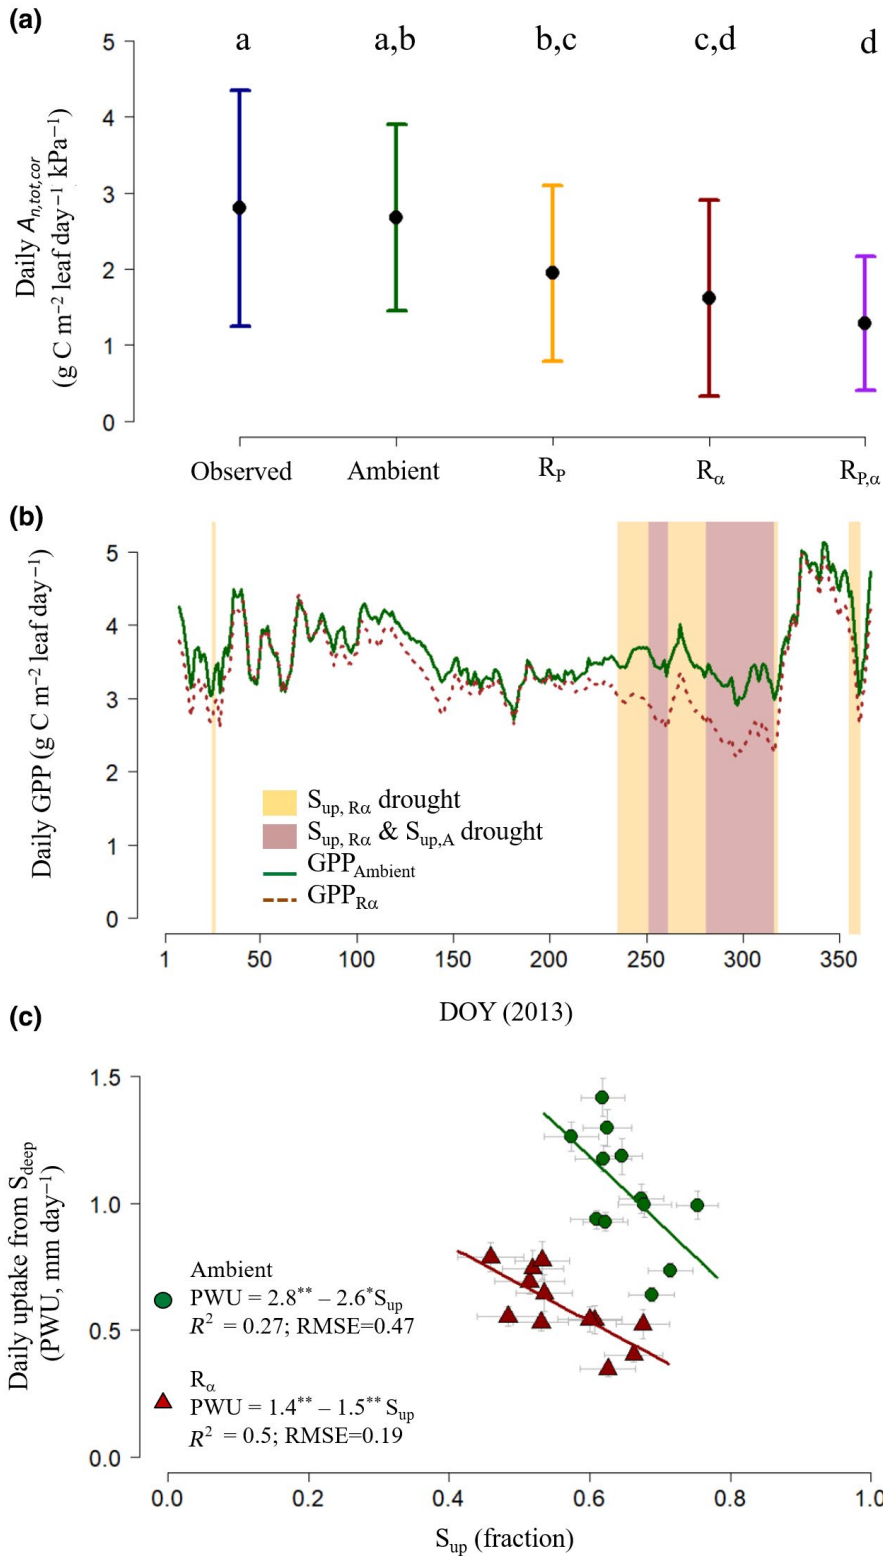 (a)
a a,b b,c c,d d
5
4
3
2
1
0
Daily An,tot,cor
(g C m−2 leaf day−1 kPa−1)
Observed Ambient RP Rα RP,α
(b)
5
4
3
2
1
0
Daily GPP (g C m−2 leaf day−1)
Sup, Rα drought
Sup, Rα & Sup,A drought
GPPAmbient
GPPRα
1 50 100 150 200 250 300 350
DOY (2013)
(c)
1.5
1.0
0.5
0.0
Daily uptake from Sdeep
(PWU, mm day−1)
Ambient
PWU = 2.8** – 2.6*Sup
R2 = 0.27; RMSE=0.47
Rα
PWU = 1.4** – 1.5** Sup
R2 = 0.5; RMSE=0.19
0.0 0.2 0.4 0.6 0.8 1.0
Sup (fraction)